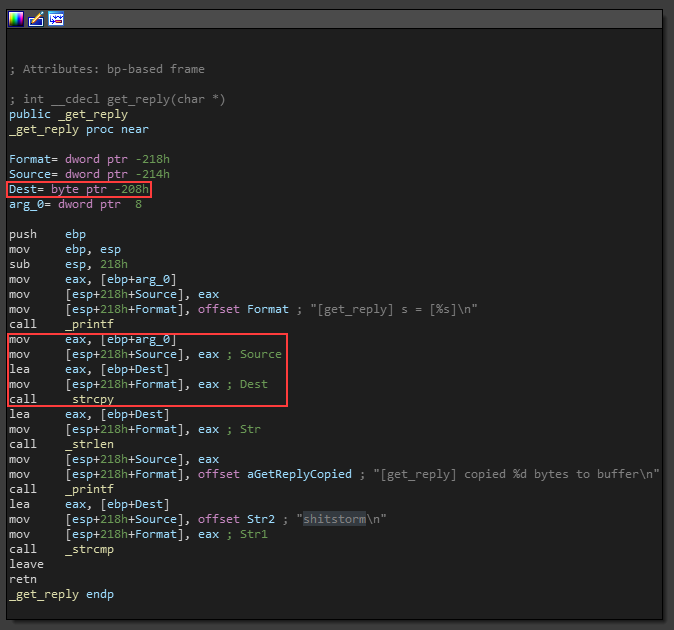 ; Attributes: bp-based frame
; int __cdecl get_reply(char *)
public _get_reply
_get_reply proc near
Format= dword ptr -218h
Source= dword ptr -214h
Dest= byte ptr -208h
arg_0= dword ptr  8
push    ebp
mov     ebp, esp
sub     esp, 218h
mov     eax, [ebp+arg_0]
mov     [esp+218h+Source], eax
mov     [esp+218h+Format], offset Format ; "[get_reply] s = [%s]\n"
call    _printf
mov     eax, [ebp+arg_0]
mov     [esp+218h+Source], eax ; Source
lea     eax, [ebp+Dest]
mov     [esp+218h+Format], eax ; Dest
call    _strcpy
lea     eax, [ebp+Dest]
mov     [esp+218h+Format], eax ; Str
call    _strlen
mov     [esp+218h+Source], eax
mov     [esp+218h+Format], offset aGetReplyCopied ; "[get_reply] copied %d bytes to buffer\n"
call    _printf
lea     eax, [ebp+Dest]
mov     [esp+218h+Source], offset Str2 ; "shitstorm\n"
mov     [esp+218h+Format], eax ; Str1
call    _strcmp
leave
retn
_get_reply endp